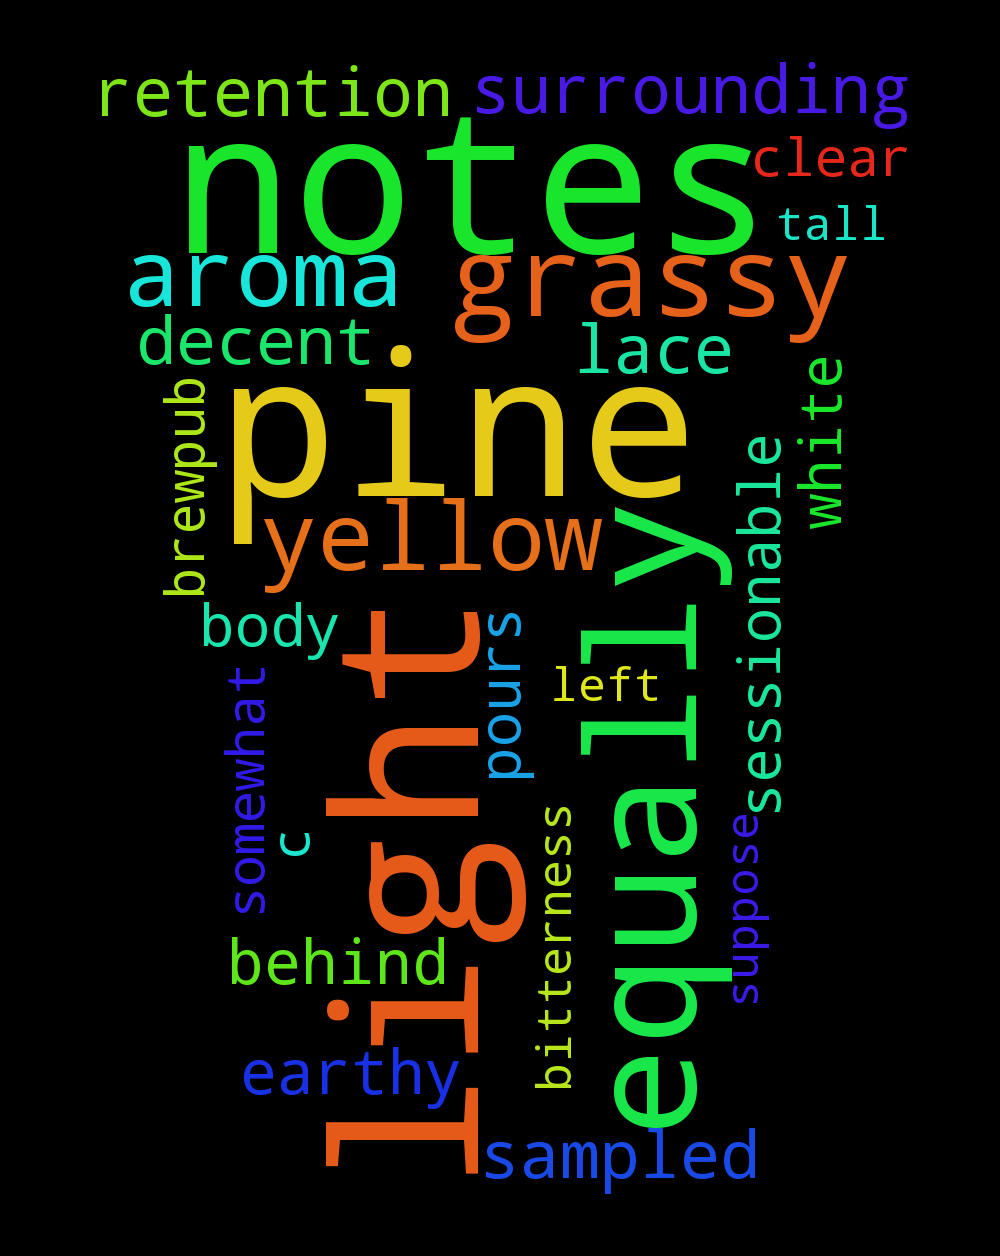 retention
surrounding
notes
clear
tall
aroma
grassy
decent
lace
pine
brewpub
white
yellow
equally
sessionable
body
light
pours
left
somewhat
c
bitterness
suppose
behind
earthy
sampled